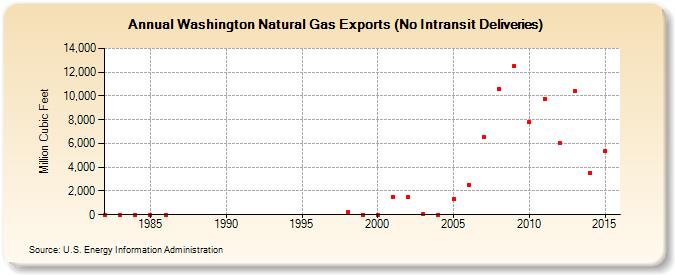 Annual Washington Natural Gas Exports (No Intransit Deliveries)
Million Cubic Feet
14,000
12,000
10,000
8,000
6,000
4,000
2,000
0
1985 1990 1995 2000 2005 2010 2015
Source: U.S. Energy Information Administration